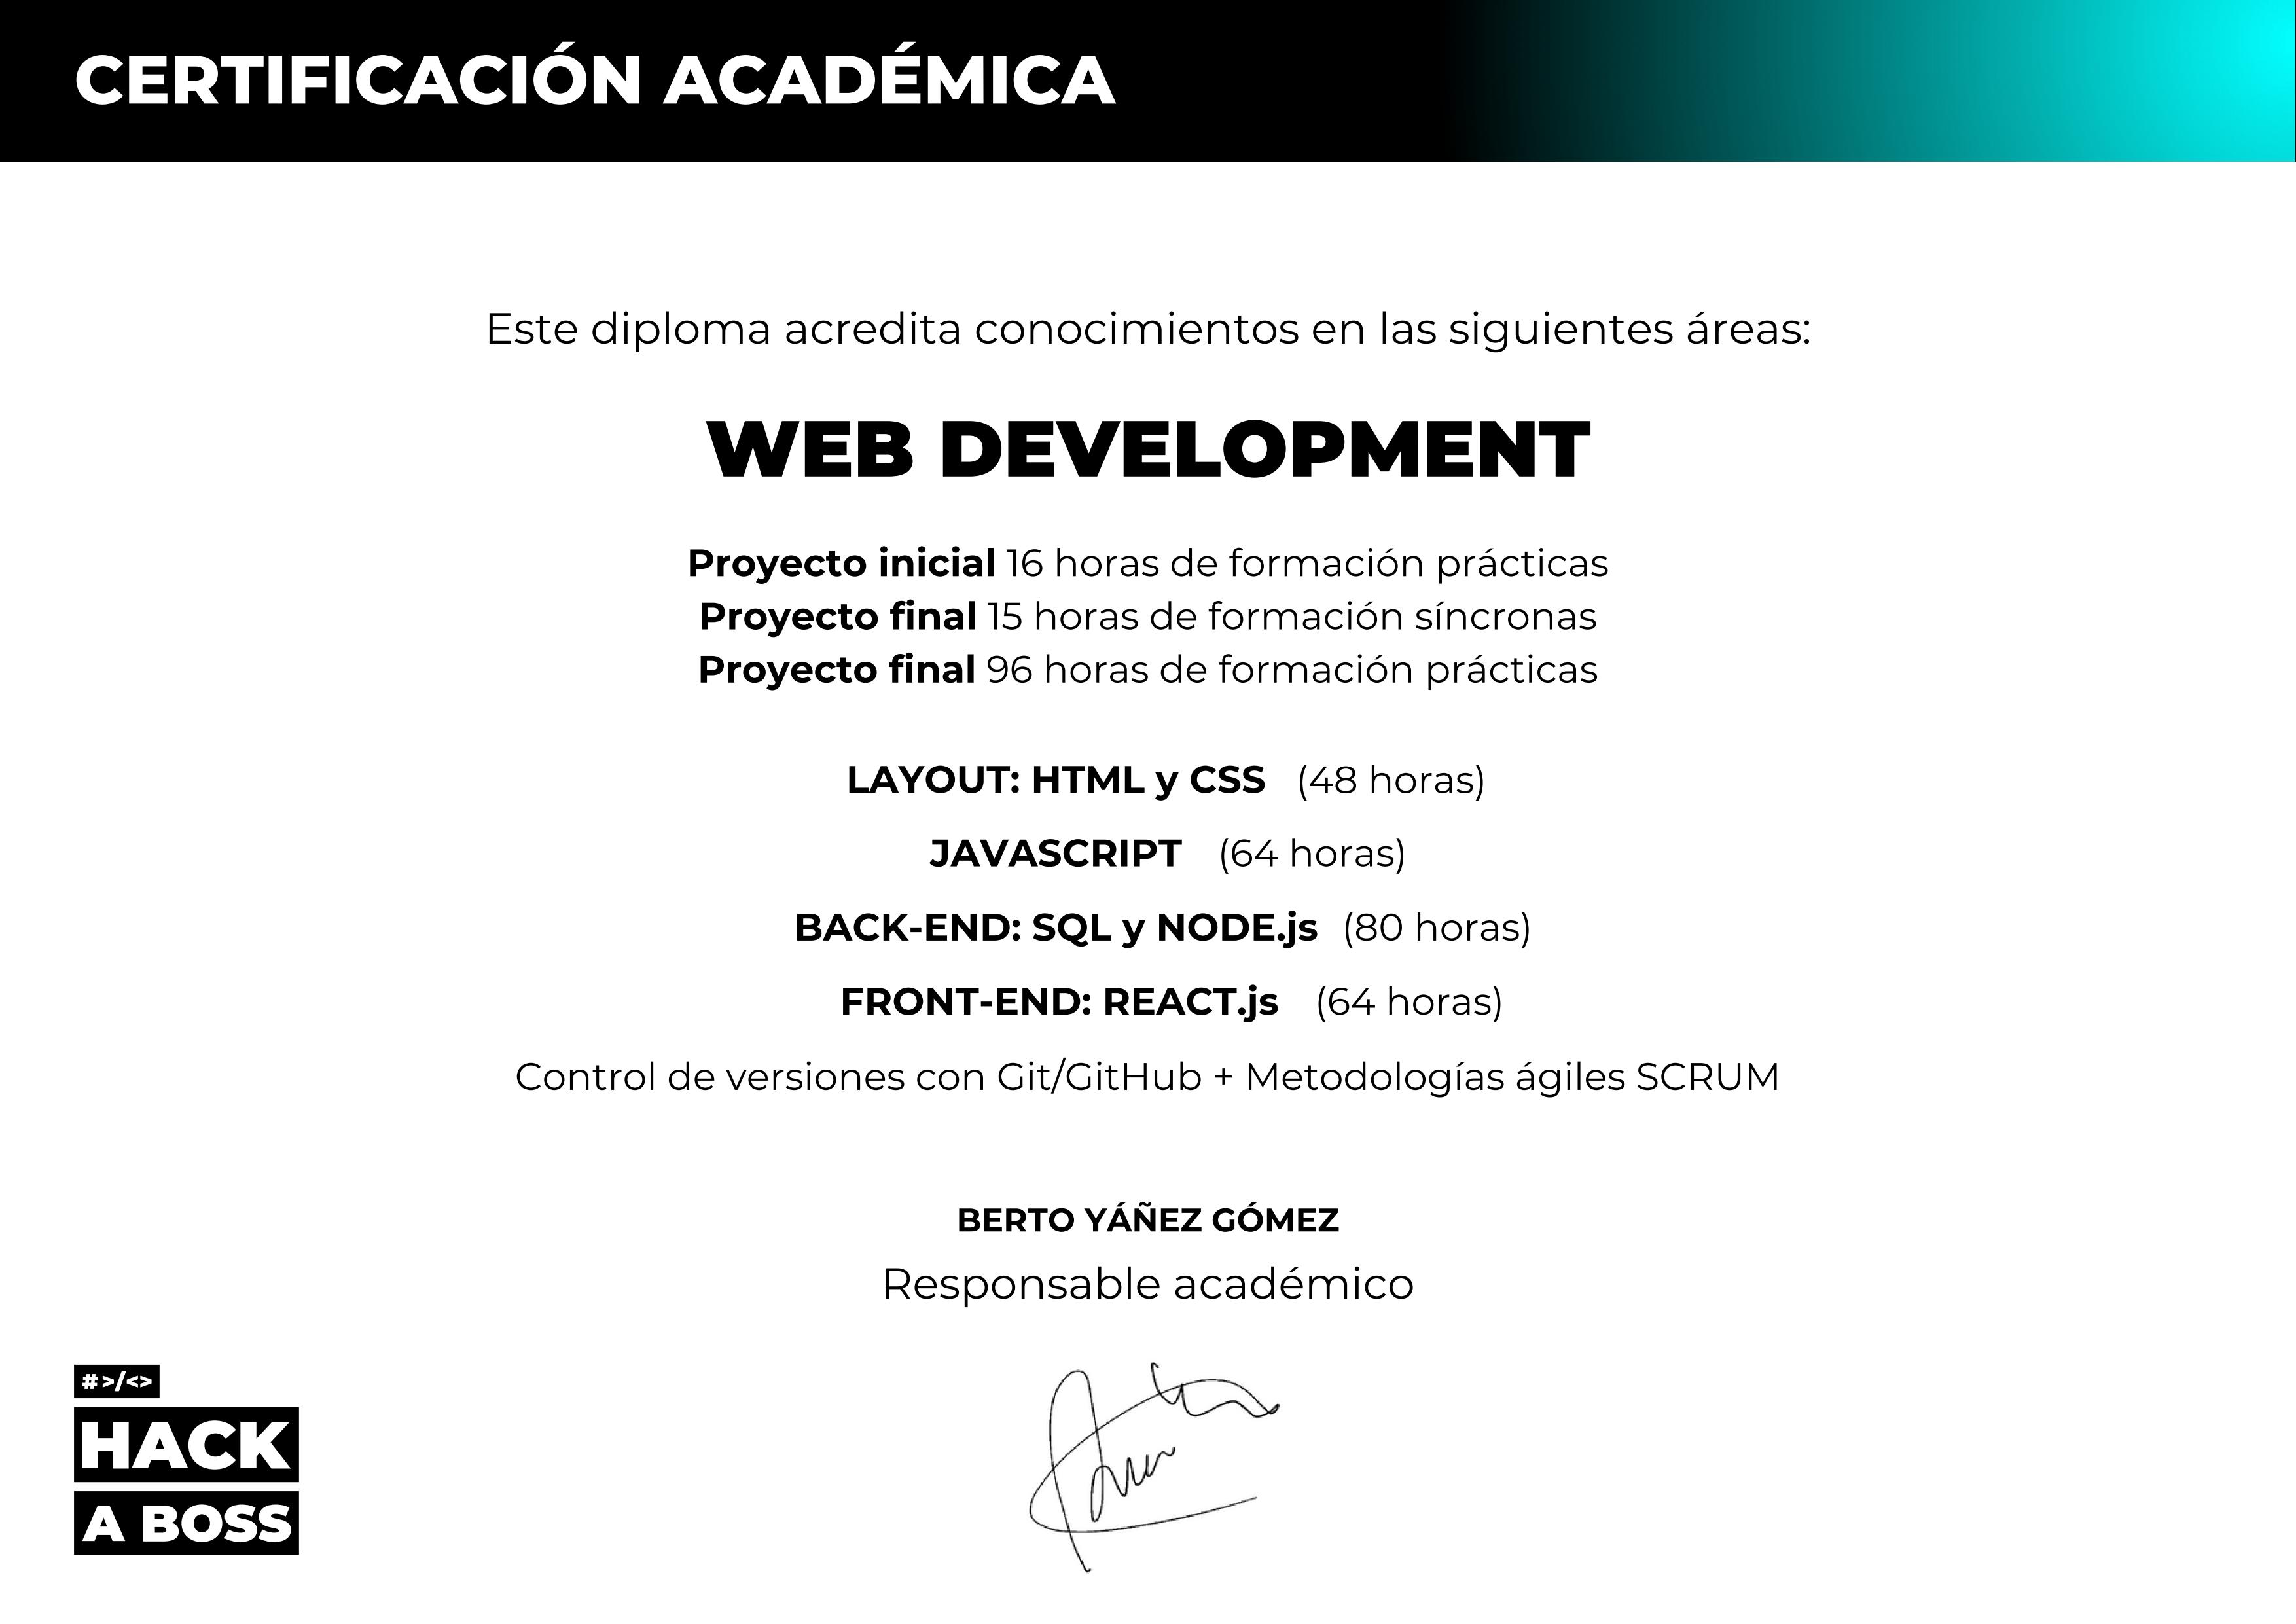 CERTIFICACIÓN ACADÉMICA
Este diploma acredita conocimientos en las siguientes áreas:
WEB DEVELOPMENT
Proyecto inicial 16 horas de formación prácticas
Proyecto final 15 horas de formación síncronas
Proyecto final 96 horas de formación prácticas
LAYOUT: HTML y CSS (48 horas)
JAVASCRIPT (64 horas)
BACK-END: SQL y NODE.js (80 horas)
FRONT-END: REACT.js (64 horas)
Control de versiones con Git/GitHub + Metodologías ágiles SCRUM
BERTO YÁÑEZ GÓMEZ
Responsable académico
#>/<>
HACK
A BOSS